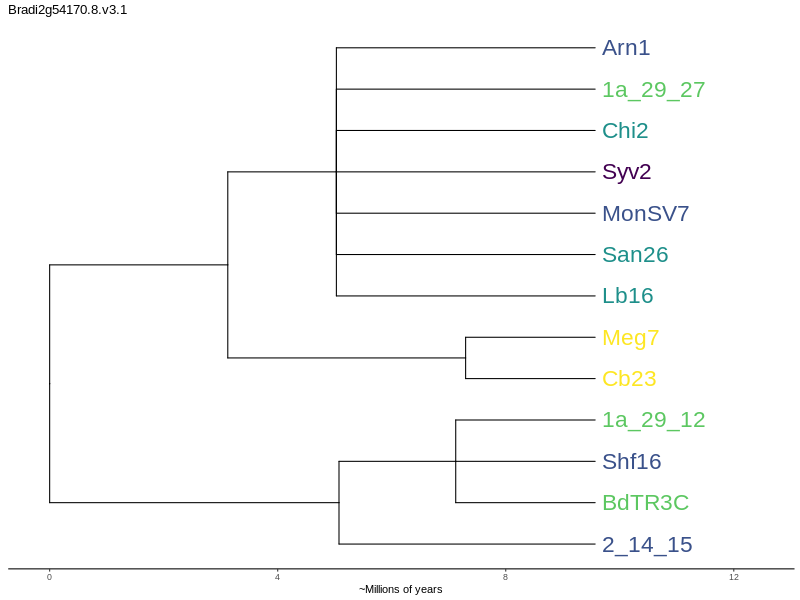 Bradi2g54170.8.v3.1
Arn1
1a_29_27
Chi2
Syv2
MonSV7
San26
Lb16
Meg7
Cb23
1a_29_12
Shf16
BdTR3C
2_14_15
0 4 8 12
~Millions of years